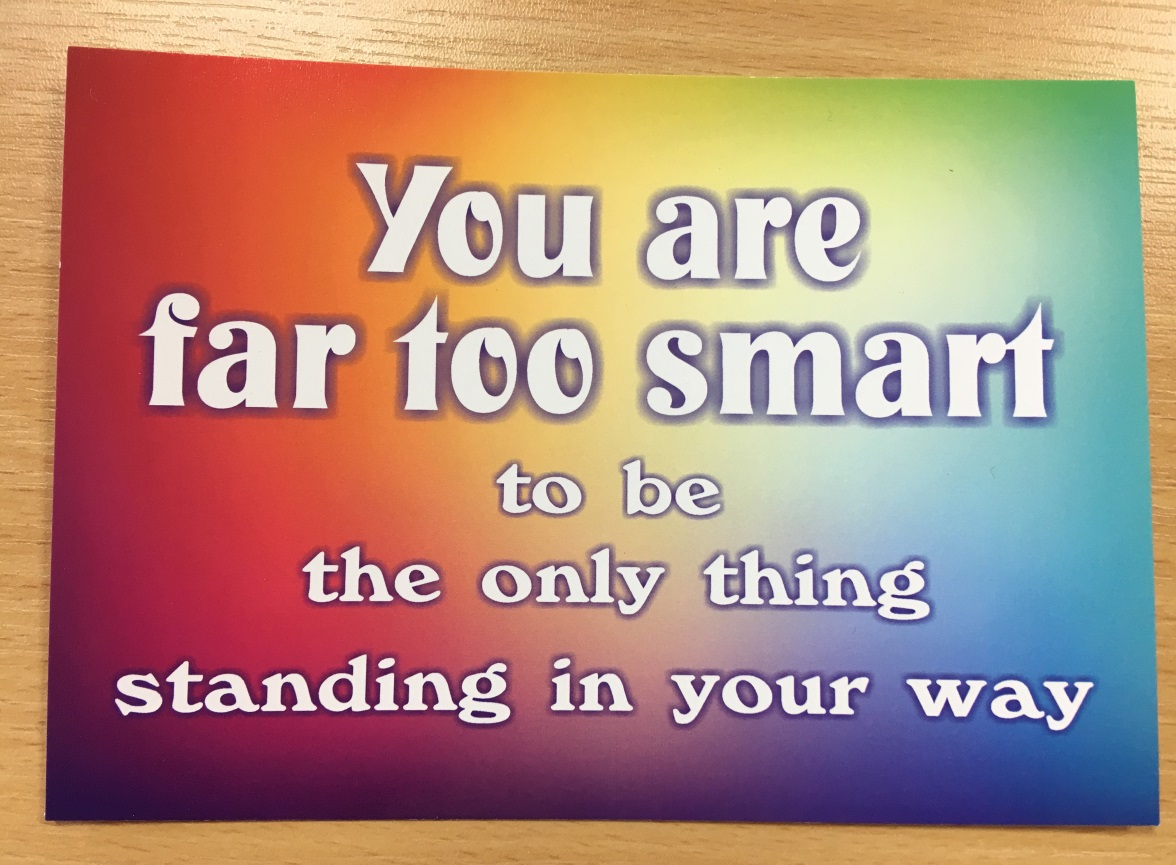 You are
far too smart
to be
the only thing
standing in your way